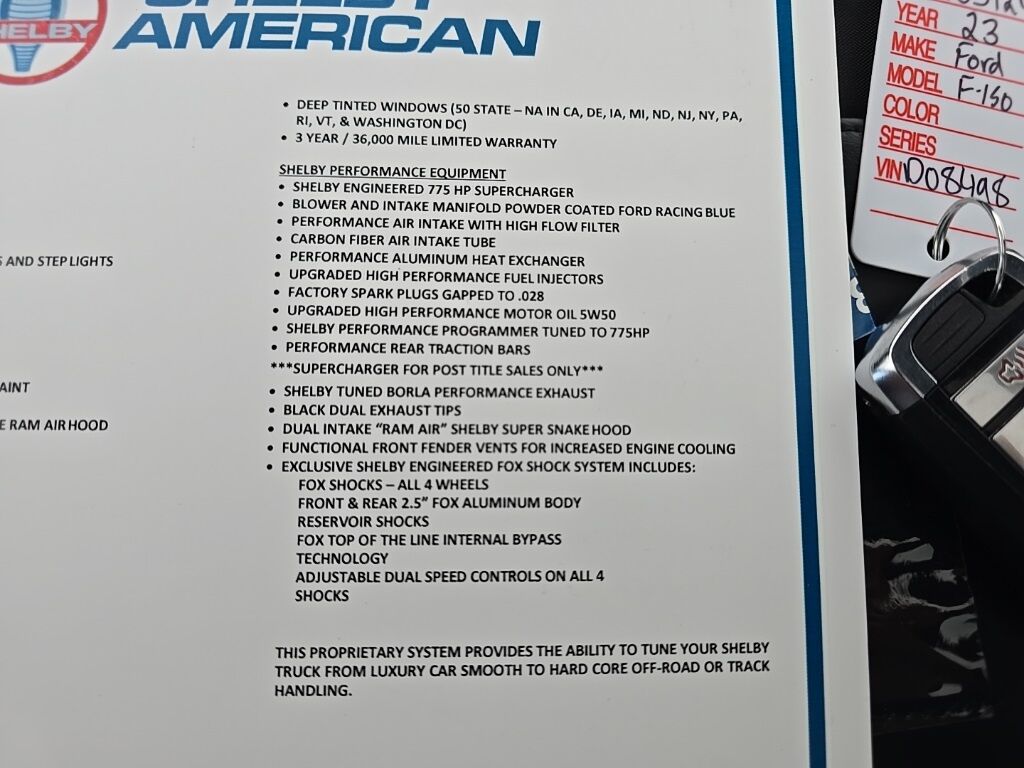 SHELBY
SHELBY
AMERICAN
• DEEP TINTED WINDOWS (50 STATE – NA IN CA, DE, IA, MI, ND, NJ, NY, PA,
RI, VT, & WASHINGTON DC)
• 3 YEAR / 36,000 MILE LIMITED WARRANTY
SHELBY PERFORMANCE EQUIPMENT
• SHELBY ENGINEERED 775 HP SUPERCHARGER
• BLOWER AND INTAKE MANIFOLD POWDER COATED FORD RACING BLUE
• PERFORMANCE AIR INTAKE WITH HIGH FLOW FILTER
• CARBON FIBER AIR INTAKE TUBE
• PERFORMANCE ALUMINUM HEAT EXCHANGER
• UPGRADED HIGH PERFORMANCE FUEL INJECTORS
• FACTORY SPARK PLUGS GAPPED TO .028
• UPGRADED HIGH PERFORMANCE MOTOR OIL 5W50
• SHELBY PERFORMANCE PROGRAMMER TUNED TO 775HP
• PERFORMANCE REAR TRACTION BARS
***SUPERCHARGER FOR POST TITLE SALES ONLY***
• SHELBY TUNED BORLA PERFORMANCE EXHAUST
• BLACK DUAL EXHAUST TIPS
• DUAL INTAKE “RAM AIR” SHELBY SUPER SNAKE HOOD
• FUNCTIONAL FRONT FENDER VENTS FOR INCREASED ENGINE COOLING
• EXCLUSIVE SHELBY ENGINEERED FOX SHOCK SYSTEM INCLUDES:
FOX SHOCKS – ALL 4 WHEELS
FRONT & REAR 2.5” FOX ALUMINUM BODY
RESERVOIR SHOCKS
FOX TOP OF THE LINE INTERNAL BYPASS
TECHNOLOGY
ADJUSTABLE DUAL SPEED CONTROLS ON ALL 4
SHOCKS
THIS PROPRIETARY SYSTEM PROVIDES THE ABILITY TO TUNE YOUR SHELBY
TRUCK FROM LUXURY CAR SMOOTH TO HARD CORE OFF-ROAD OR TRACK
HANDLING.
S AND STEP LIGHTS
AINT
E RAM AIR HOOD
YEAR 23
MAKE Ford
MODEL F-150
COLOR
SERIES
VIN D08498